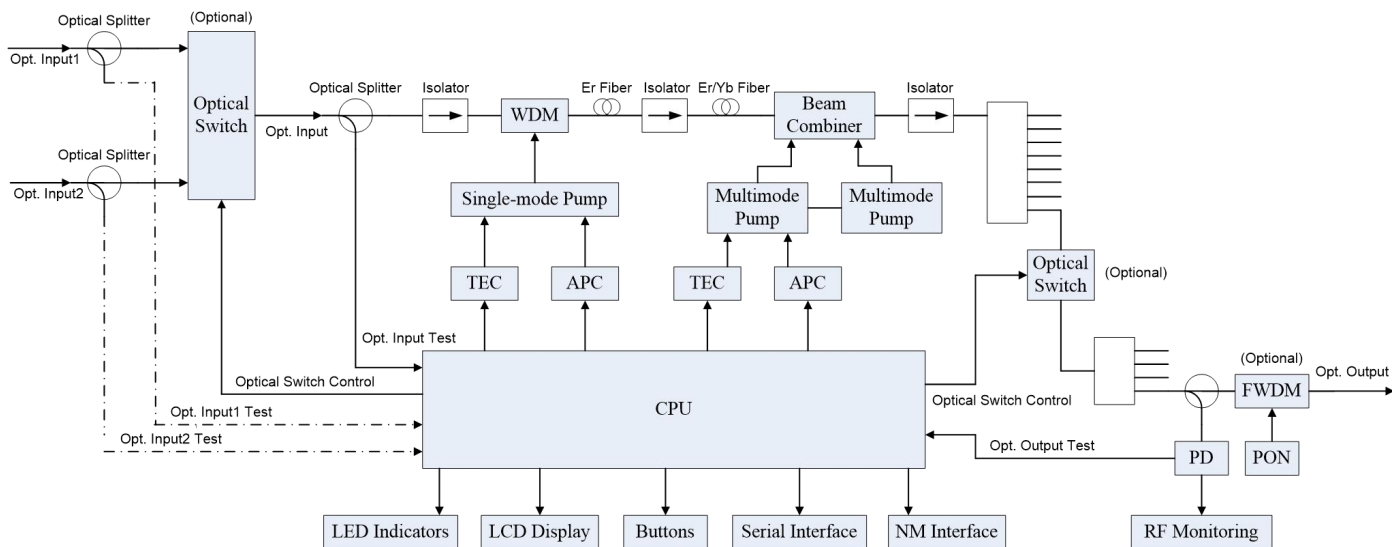 Optical Splitter
(Optional)
Opt. Input1
Optical
Switch
Optical Splitter
Opt. Input2
Opt. Input
Optical Splitter
Isolator
WDM
Er Fiber
Isolator
Er/Yb Fiber
Beam
Combiner
Isolator
Single-mode Pump
Multimode
Pump
Multimode
Pump
TEC
APC
TEC
APC
Optical
Switch
(Optional)
Opt. Input Test
Optical Switch Control
Opt. Input1 Test
Opt. Input2 Test
CPU
Optical Switch Control
Opt. Output Test
(Optional)
FWDM
Opt. Output
PD
PON
LED Indicators
LCD Display
Buttons
Serial Interface
NM Interface
RF Monitoring